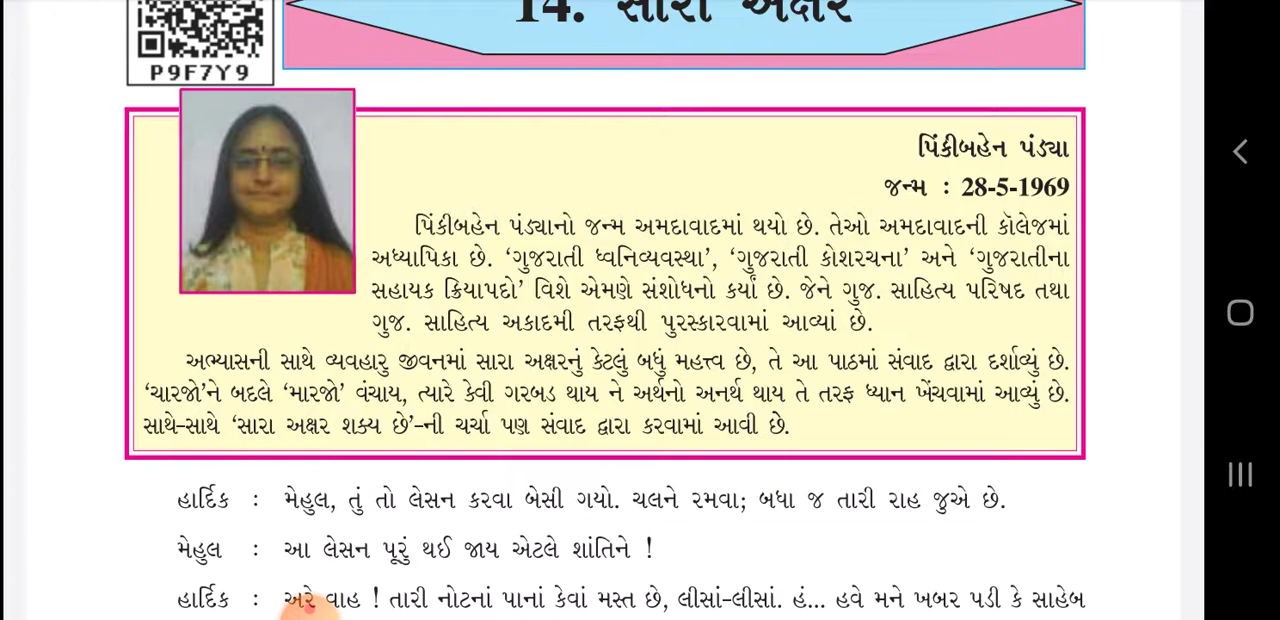 14. સારા અક્ષર
P9F7Y9
પિંકીબહેન પંડ્યા
જન્મ : 28-5-1969
પિંકીબહેન પંડ્યાનો જન્મ અમદાવાદમાં થયો છે. તેઓ અમદાવાદની કૉલેજમાં
અધ્યાપિકા છે. ‘ગુજરાતી ધ્વનિવ્યવસ્થા’, ‘ગુજરાતી કોશરચના’ અને ‘ગુજરાતીના
સહાયક ક્રિયાપદો’ વિશે એમણે સંશોધનો કર્યાં છે. જેને ગુજ. સાહિત્ય પરિષદ તથા
ગુજ. સાહિત્ય અકાદમી તરફથી પુરસ્કારવામાં આવ્યાં છે.
અભ્યાસની સાથે વ્યવહારુ જીવનમાં સારા અક્ષરનું કેટલું બધું મહત્ત્વ છે, તે આ પાઠમાં સંવાદ દ્વારા દર્શાવ્યું છે.
‘ચારજો’ને બદલે ‘મારજો’ વંચાય, ત્યારે કેવી ગરબડ થાય ને અર્થનો અનર્થ થાય તે તરફ ધ્યાન ખેંચવામાં આવ્યું છે.
સાથે-સાથે ‘સારા અક્ષર શક્ય છે’-ની ચર્ચા પણ સંવાદ દ્વારા કરવામાં આવી છે.
હાર્દિક : મેહુલ, તું તો લેસન કરવા બેસી ગયો. ચલને રમવા; બધા જ તારી રાહ જુએ છે.
મેહુલ : આ લેસન પૂરું થઈ જાય એટલે શાંતિને !
હાર્દિક : અરે વાહ ! તારી નોટનાં પાનાં કેવાં મસ્ત છે, લીસાં-લીસાં. હં... હવે મને ખબર પડી કે સાહેબ